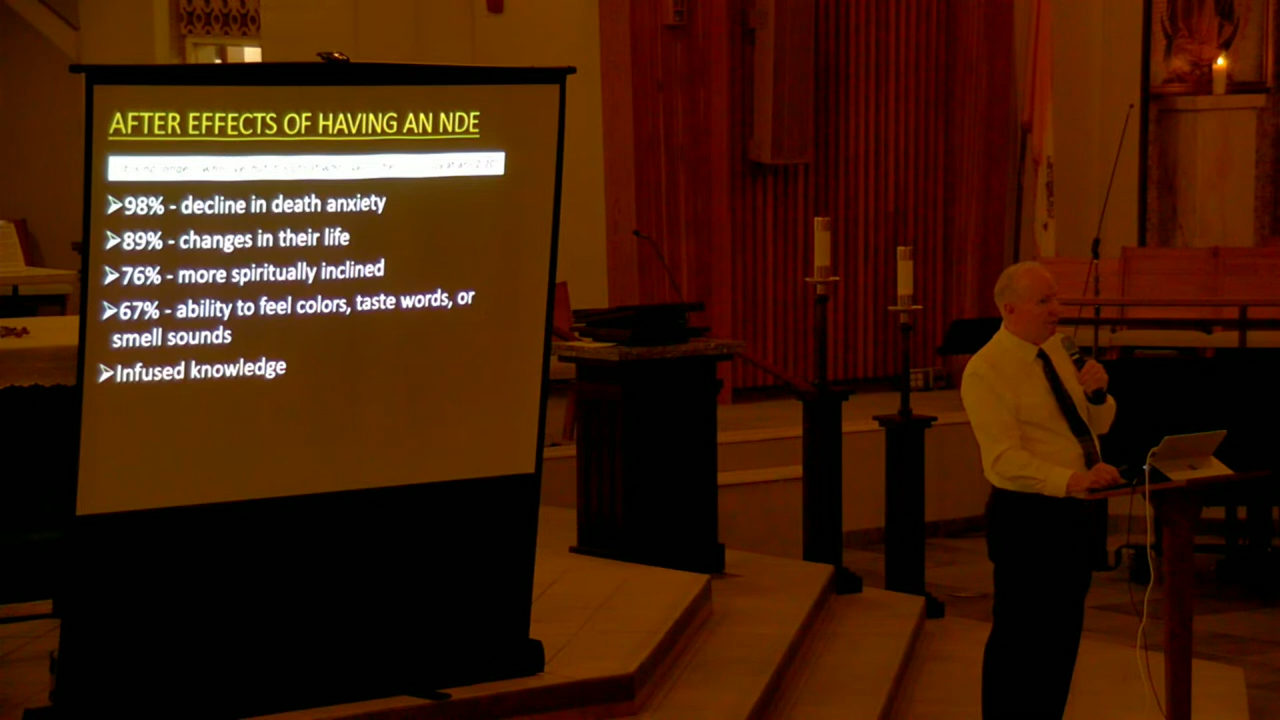 AFTER EFFECTS OF HAVING AN NDE
➢98% - decline in death anxiety
➢89% - changes in their life
➢76% - more spiritually inclined
➢67% - ability to feel colors, taste words, or
smell sounds
➢Infused knowledge